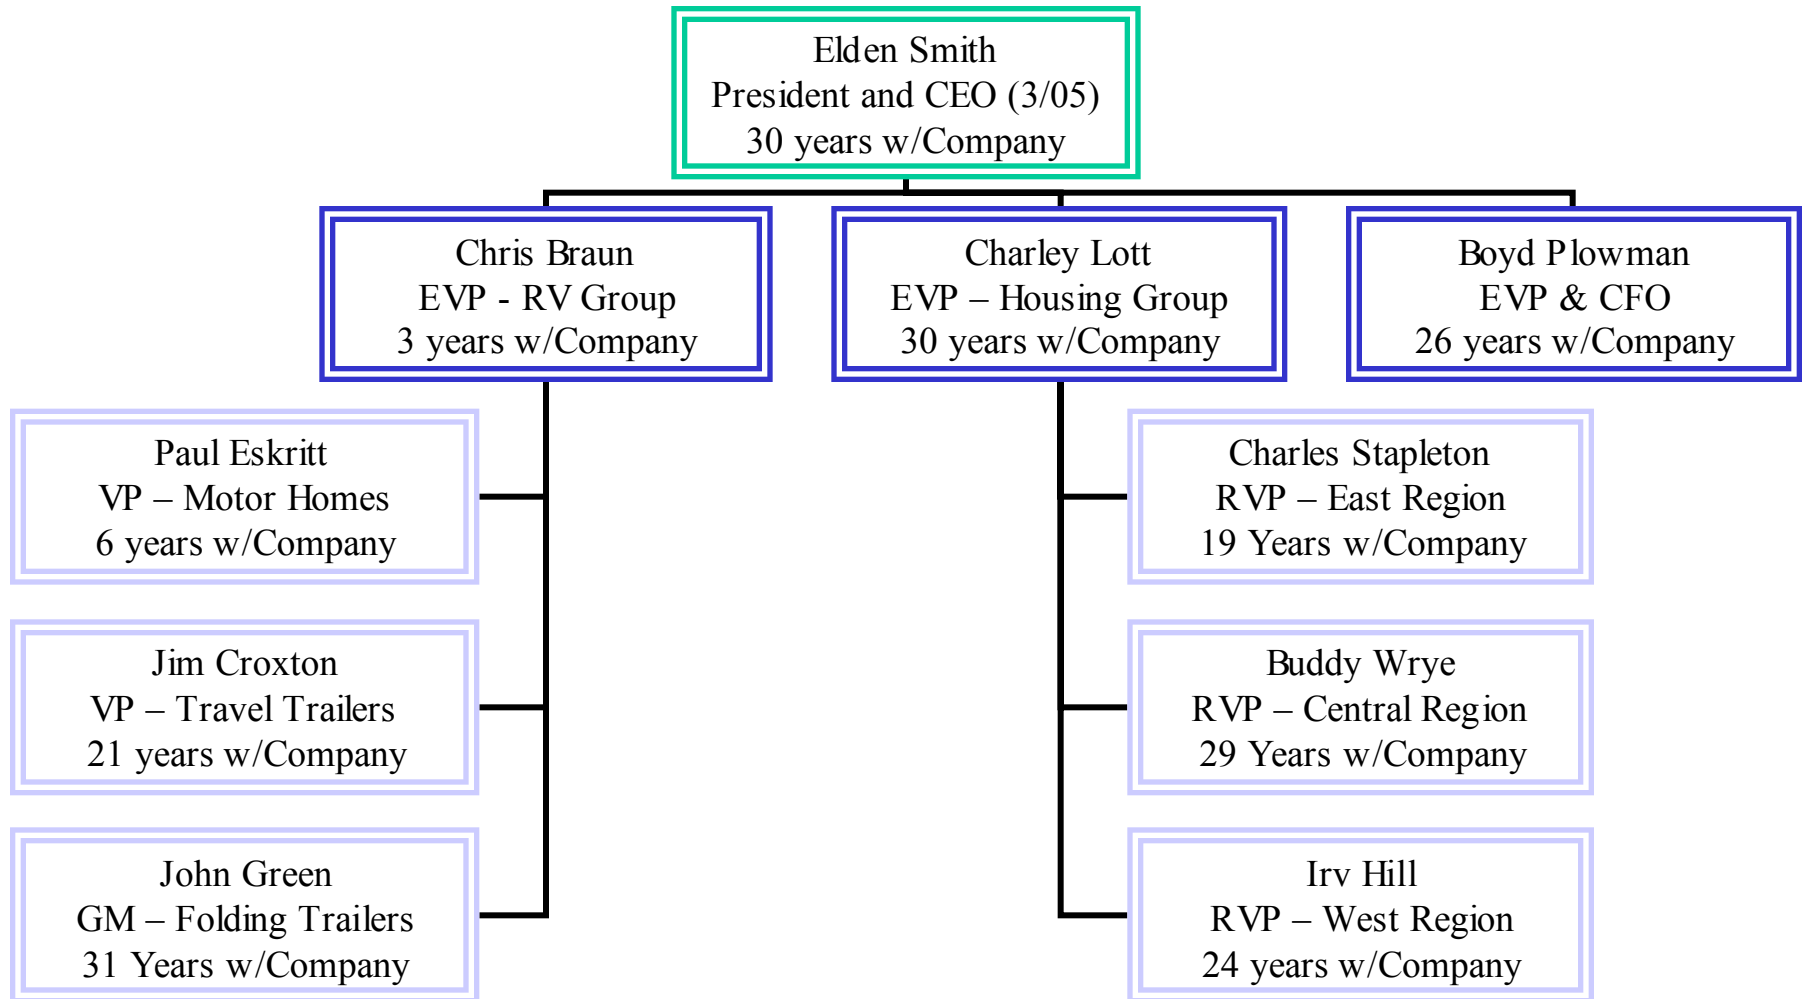 Elden Smith
President and CEO (3/05)
30 years w/Company
Chris Braun
EVP - RV Group
3 years w/Company
Charley Lott
EVP – Housing Group
30 years w/Company
Boyd Plowman
EVP & CFO
26 years w/Company
Paul Eskritt
VP – Motor Homes
6 years w/Company
Jim Croxton
VP – Travel Trailers
21 years w/Company
John Green
GM – Folding Trailers
31 Years w/Company
Charles Stapleton
RVP – East Region
19 Years w/Company
Buddy Wrye
RVP – Central Region
29 Years w/Company
Irv Hill
RVP – West Region
24 years w/Company